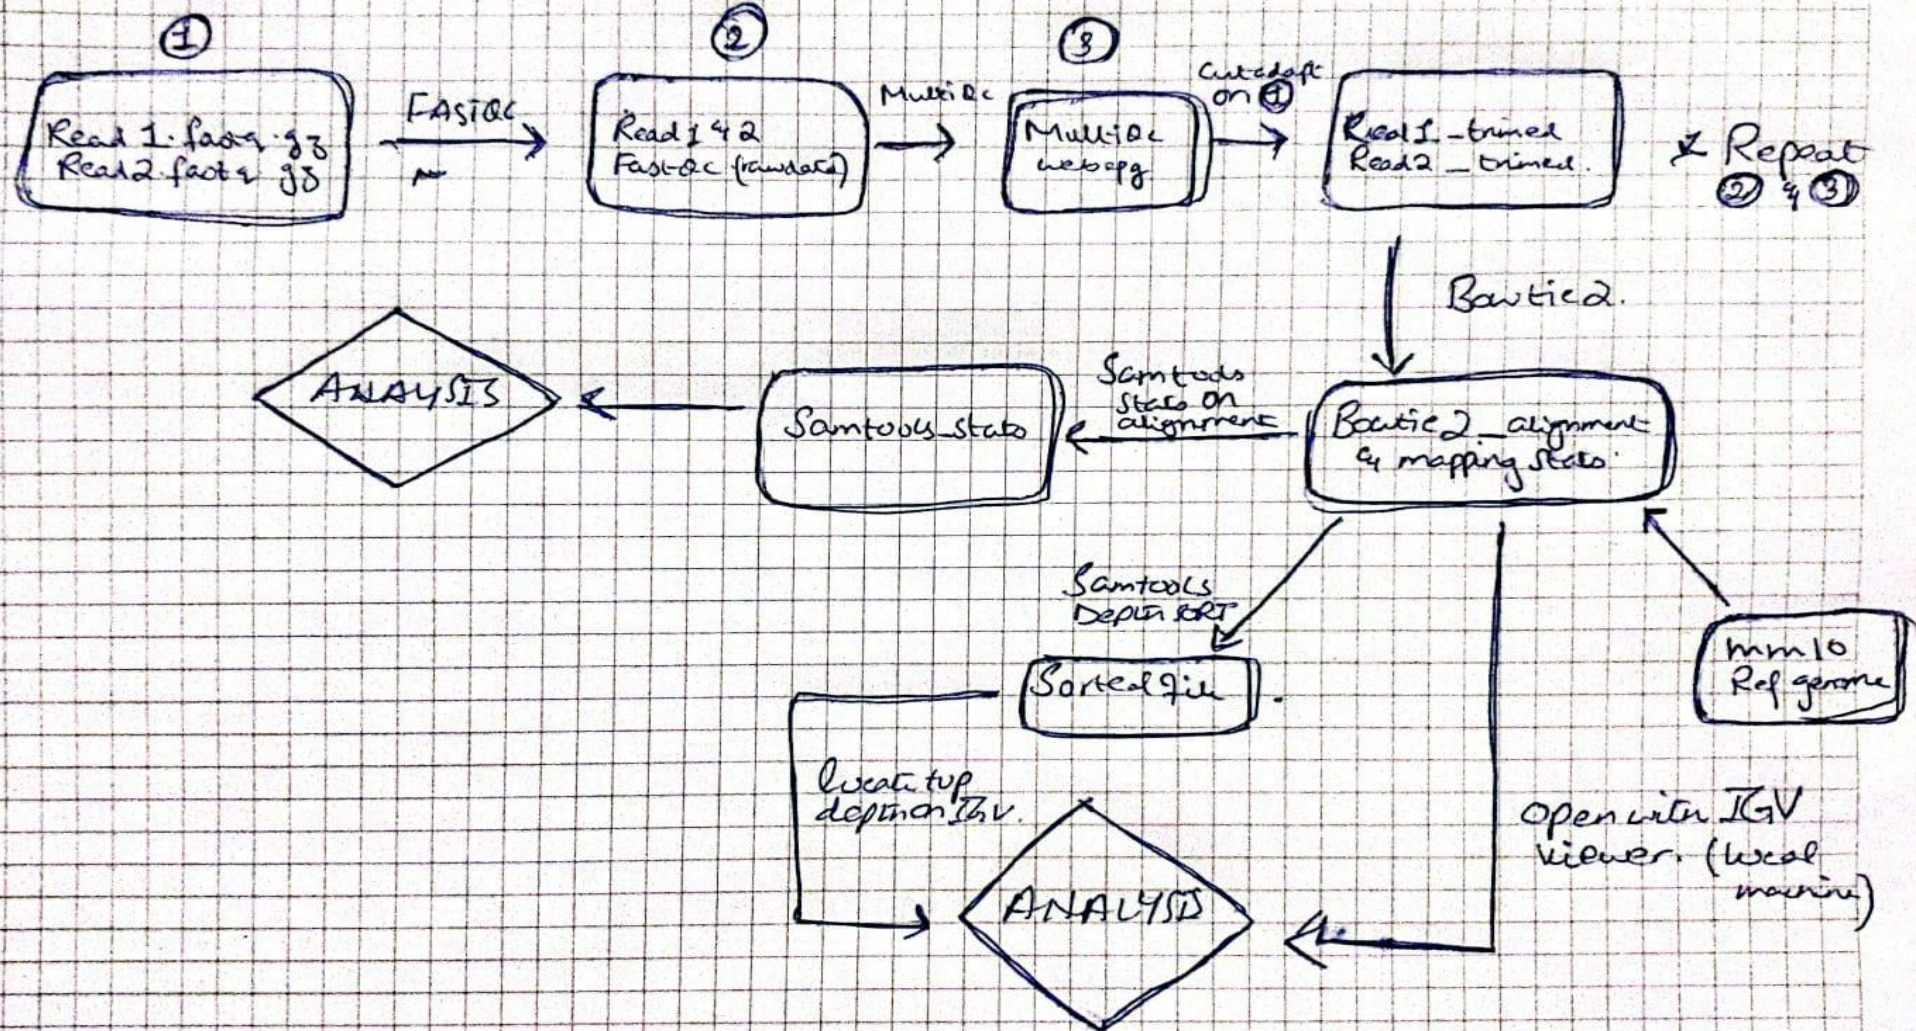 ①
②
③
Read 1.fastq.gz
Read2.fastq gz
FASTQC
Read 1 & 2
FastQc (rawdata)
MultiQc
MultiQc
webpg
Cutadapt
on ①
Read1_trimed
Read2_trimed.
* Repeat
② & ③
Bowtie2.
Bowtie2_alignment
& mapping stats.
Samtools
stats on
alignment
Samtools_stats
ANALYSIS
Samtools
Depth SORT
Sorted file
mm10
Ref genome
locate top
depth on IGV.
Open with IGV
viewer. (local
machine)
ANALYSIS